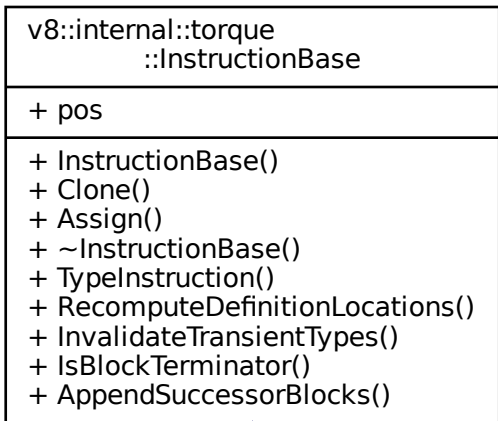 v8::internal::torque
::InstructionBase
+ pos
+ InstructionBase()
+ Clone()
+ Assign()
+ ~InstructionBase()
+ TypeInstruction()
+ RecomputeDefinitionLocations()
+ InvalidateTransientTypes()
+ IsBlockTerminator()
+ AppendSuccessorBlocks()